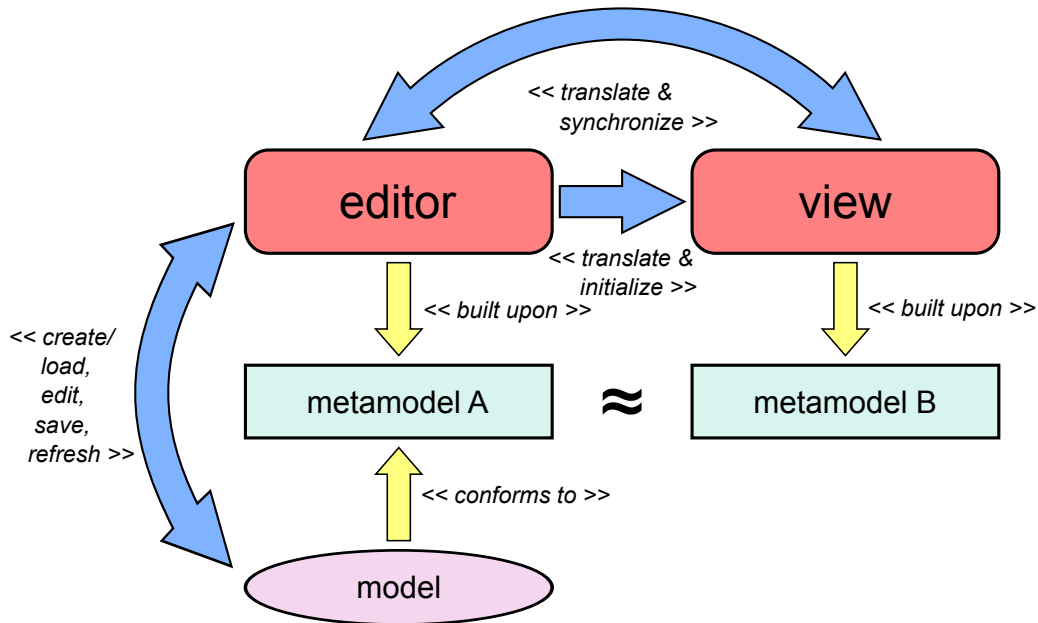 << translate &
synchronize >>
editor
view
<< translate &
initialize >>
<< built upon >>
<< built upon >>
<< create/
load,
edit,
save,
refresh >>
metamodel A
≈
metamodel B
<< conforms to >>
model